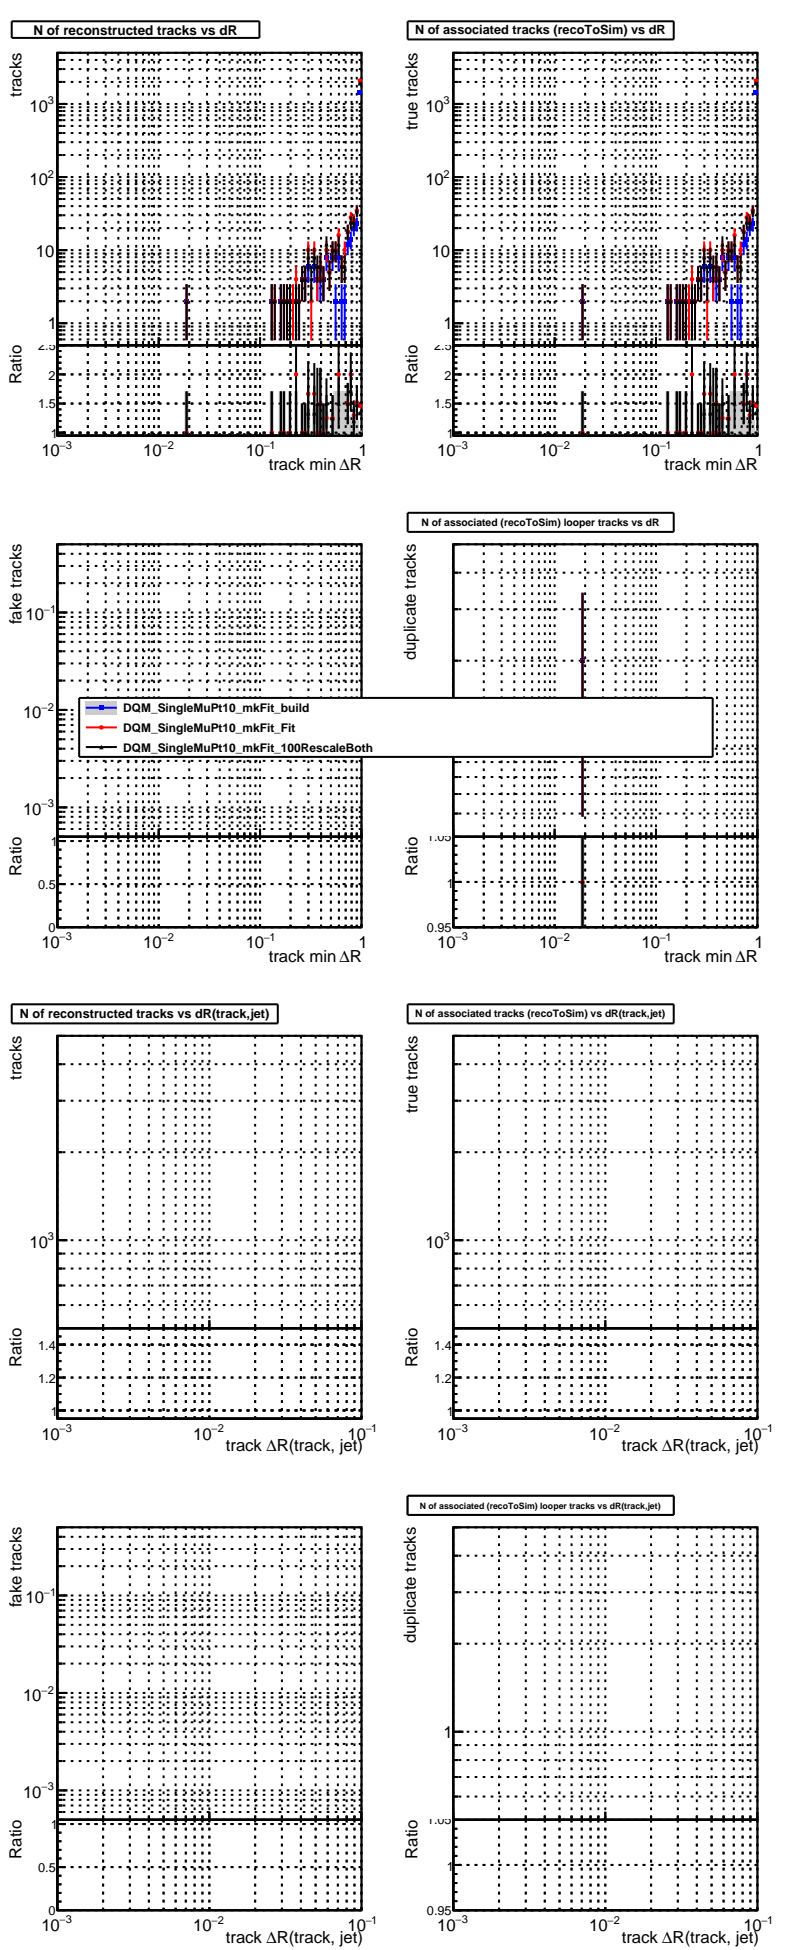 N of reconstructed tracks vs dR
tracks
10³
10²
10
1
Ratio
2.5
2
1.5
1
10⁻³ 10⁻² 10⁻¹ 1
track min ΔR
N of associated tracks (recoToSim) vs dR
true tracks
10³
10²
10
1
Ratio
2.5
2
1.5
1
10⁻³ 10⁻² 10⁻¹ 1
track min ΔR
fake tracks
10⁻¹
10⁻²
10⁻³
Ratio
1
0.5
0
10⁻³ 10⁻² 10⁻¹ 1
track min ΔR
N of associated (recoToSim) looper tracks vs dR
duplicate tracks
Ratio
1.05
1
0.95
10⁻³ 10⁻² 10⁻¹ 1
track min ΔR
DQM_SingleMuPt10_mkFit_build
DQM_SingleMuPt10_mkFit_Fit
DQM_SingleMuPt10_mkFit_100RescaleBoth
N of reconstructed tracks vs dR(track,jet)
tracks
10³
Ratio
1.4
1.2
1
10⁻³ 10⁻² 10⁻¹
track ΔR(track, jet)
N of associated tracks (recoToSim) vs dR(track,jet)
true tracks
10³
Ratio
1.4
1.2
1
10⁻³ 10⁻² 10⁻¹
track ΔR(track, jet)
fake tracks
10⁻¹
10⁻²
10⁻³
Ratio
1
0.5
0
10⁻³ 10⁻² 10⁻¹
track ΔR(track, jet)
N of associated (recoToSim) looper tracks vs dR(track,jet)
duplicate tracks
1
Ratio
1.05
1
0.95
10⁻³ 10⁻² 10⁻¹
track ΔR(track, jet)